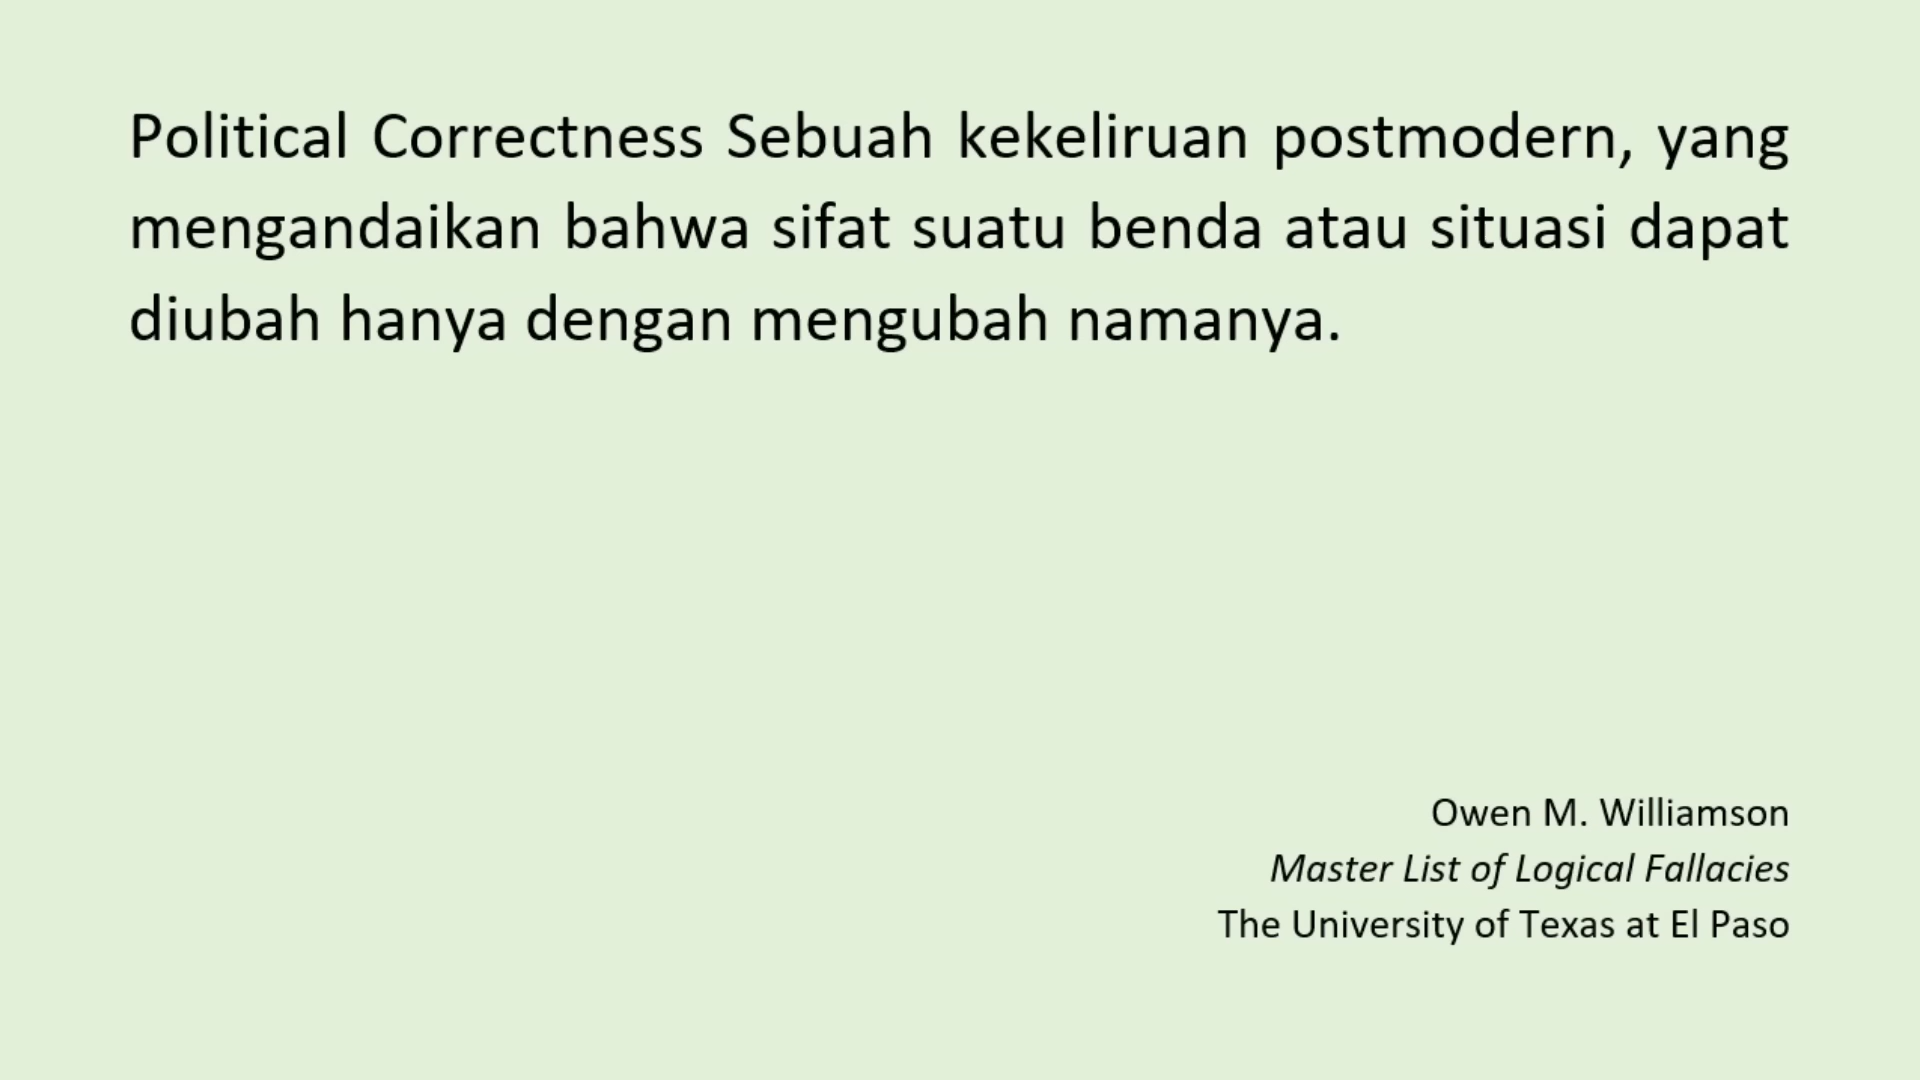 Political Correctness Sebuah kekeliruan postmodern, yang
mengandaikan bahwa sifat suatu benda atau situasi dapat
diubah hanya dengan mengubah namanya.
Owen M. Williamson
Master List of Logical Fallacies
The University of Texas at El Paso